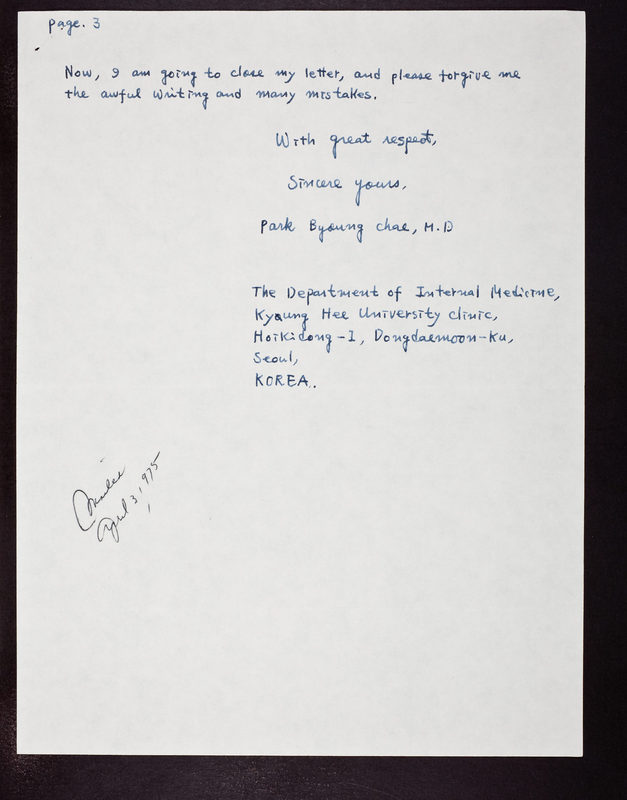 page. 3
Now, I am going to close my letter, and please forgive me
the awful writing and many mistakes.
With great respect,
Sincere yours,
Park Byoung chae, M.D
The Department of Internal Medicine,
Kyoung Hee University clinic,
Hoikidong-I, Dongdaemoon-Ku,
Seoul,
KOREA.
April 3, 1975